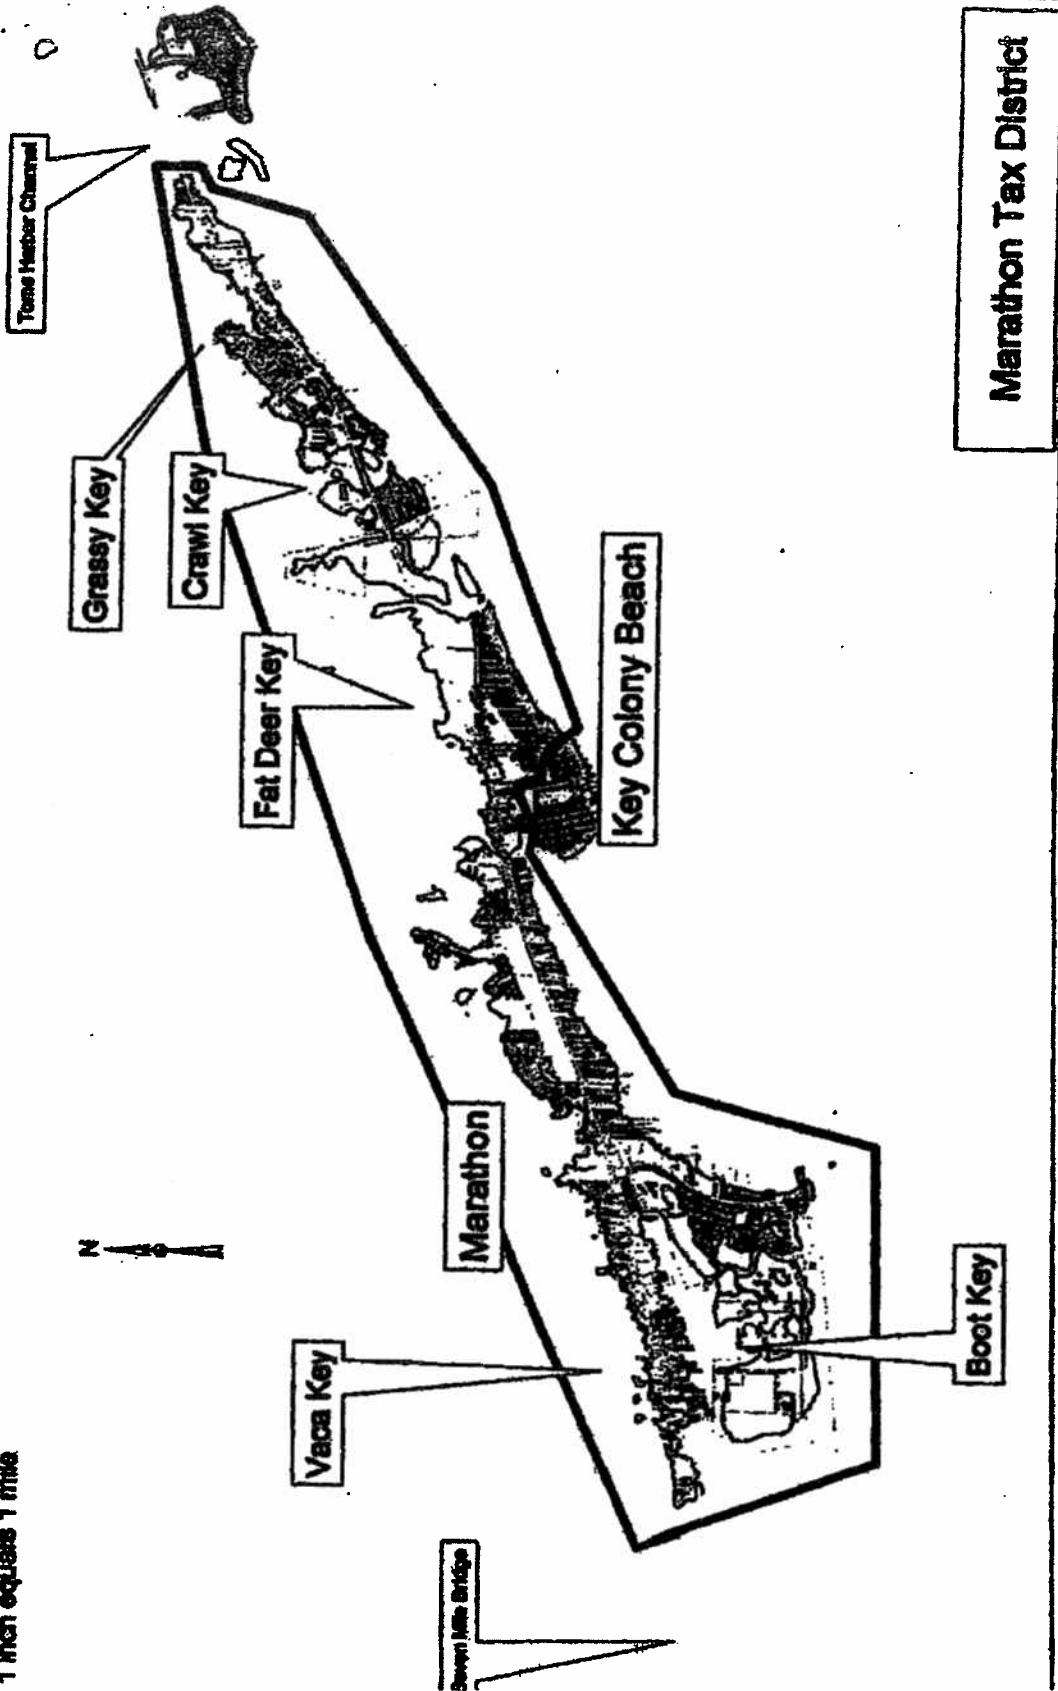 1 inch equals 1 mile
N
Seven Mile Bridge
Vaca Key
Marathon
Fat Deer Key
Crawl Key
Grassy Key
Toms Harbor Channel
Boot Key
Key Colony Beach
Marathon Tax District